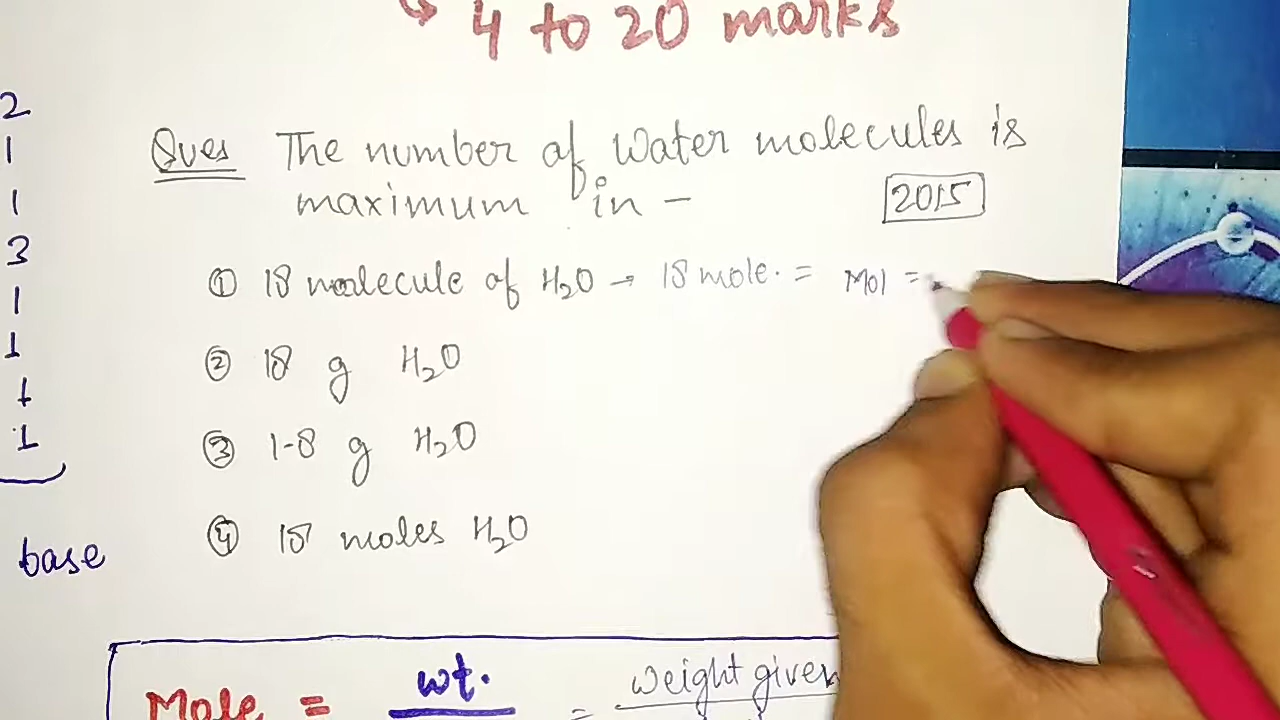 4 to 20 marks
2
1
1
3
1
1
1
1
base
Ques The number of Water molecules is
maximum in -
2015
① 18 molecule of H₂O → 18 mole. = Mol =
② 18 g H₂O
③ 1-8 g H₂O
④ 18 moles H₂O
Mole = wt. = weight given